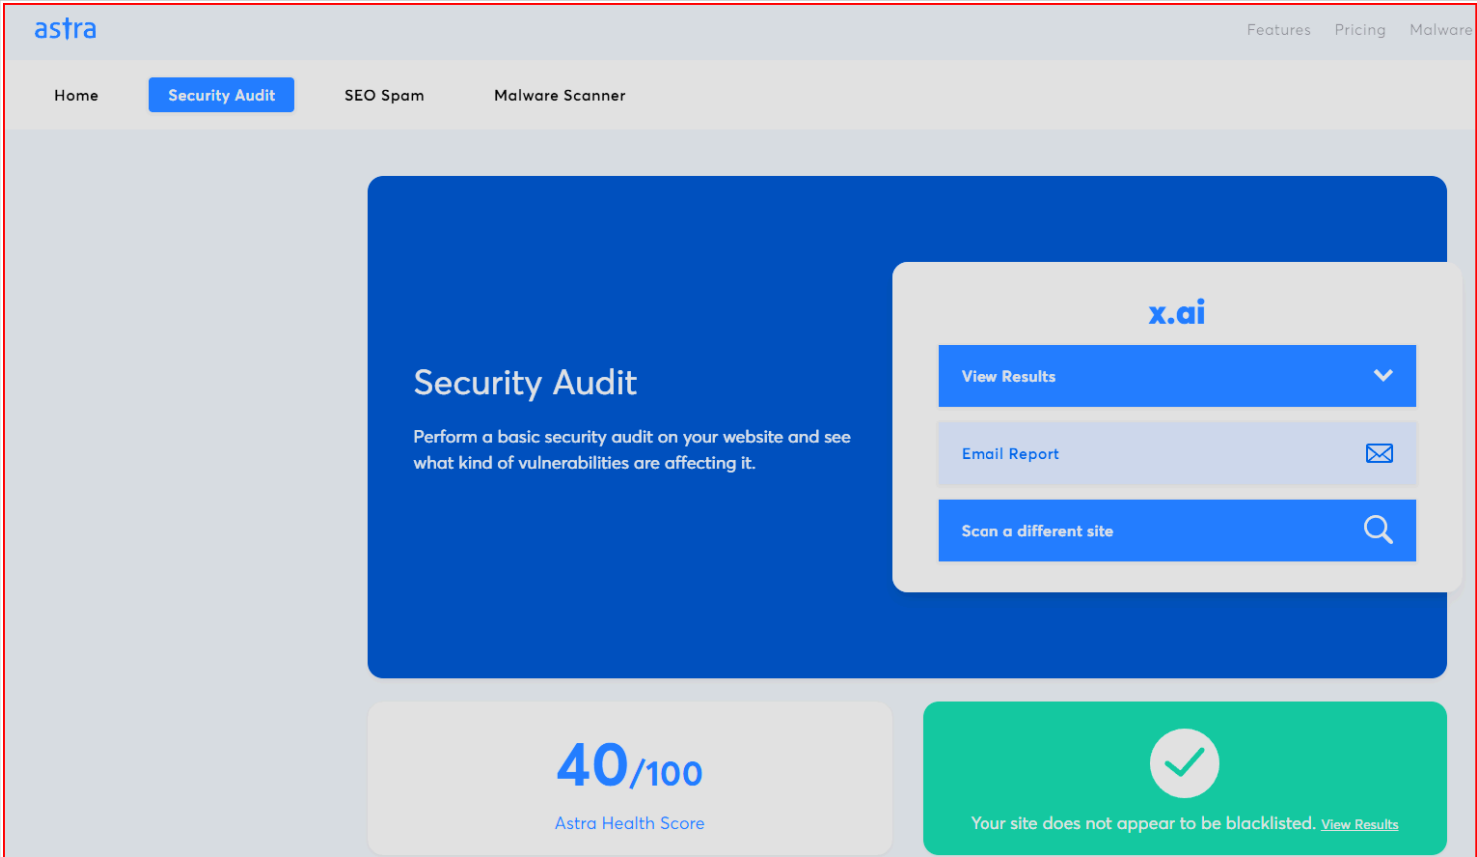 astra
Features Pricing Malware
Home Security Audit SEO Spam Malware Scanner
x.ai
View Results
Security Audit
Perform a basic security audit on your website and see
what kind of vulnerabilities are affecting it.
Email Report
Scan a different site
40/100
Astra Health Score
Your site does not appear to be blacklisted. View Results